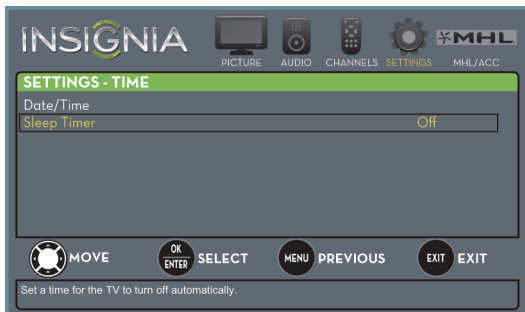 INSIGNIA
PICTURE AUDIO CHANNELS SETTINGS MHL MHL/ACC
SETTINGS - TIME
Date/Time
Sleep Timer Off
MOVE OK ENTER SELECT MENU PREVIOUS EXIT EXIT
Set a time for the TV to turn off automatically.